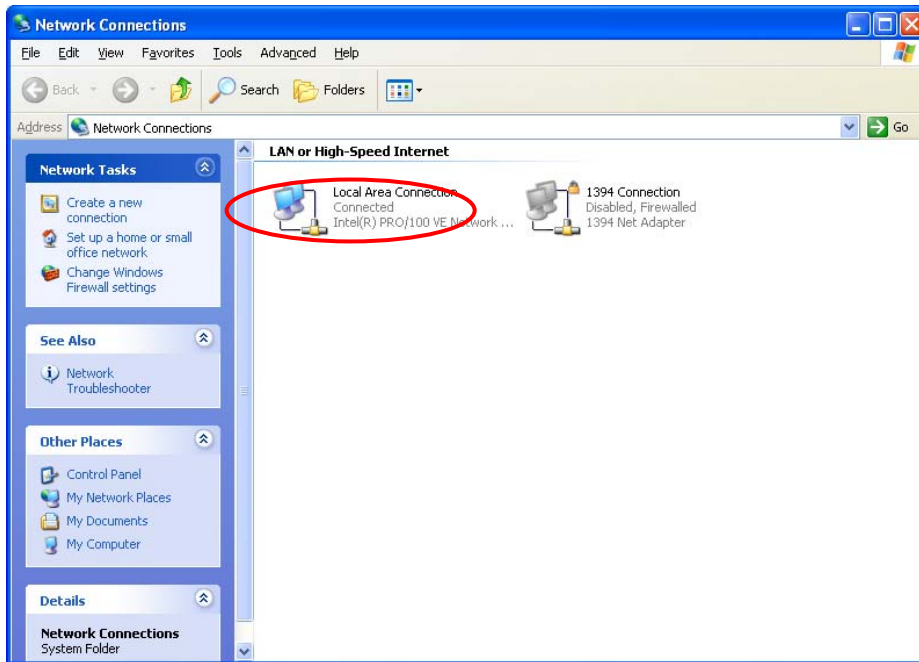 Network Connections
File Edit View Favorites Tools Advanced Help
Back Search Folders
Address Network Connections Go
Network Tasks
Create a new
connection
Set up a home or small
office network
Change Windows
Firewall settings
See Also
Network
Troubleshooter
Other Places
Control Panel
My Network Places
My Documents
My Computer
Details
Network Connections
System Folder
LAN or High-Speed Internet
Local Area Connection
Connected
Intel(R) PRO/100 VE Network ...
1394 Connection
Disabled, Firewalled
1394 Net Adapter